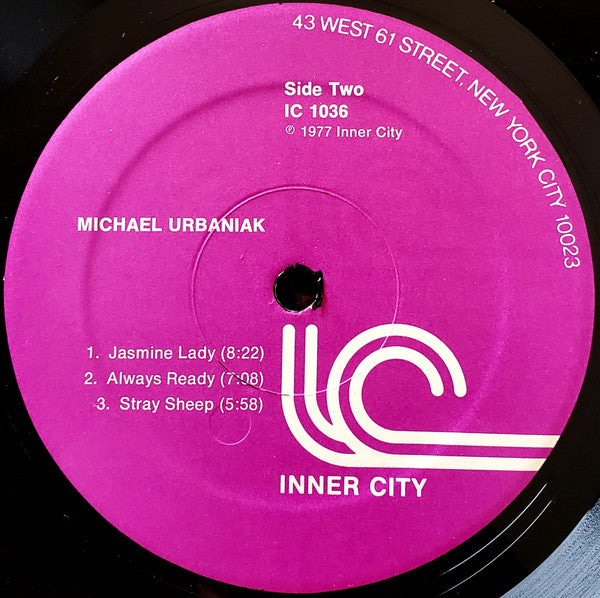 43 WEST 61 STREET, NEW YORK CITY 10023
Side Two
IC 1036
℗ 1977 Inner City
MICHAEL URBANIAK
1. Jasmine Lady (8:22)
2. Always Ready (7:08)
3. Stray Sheep (5:58)
IC
INNER CITY